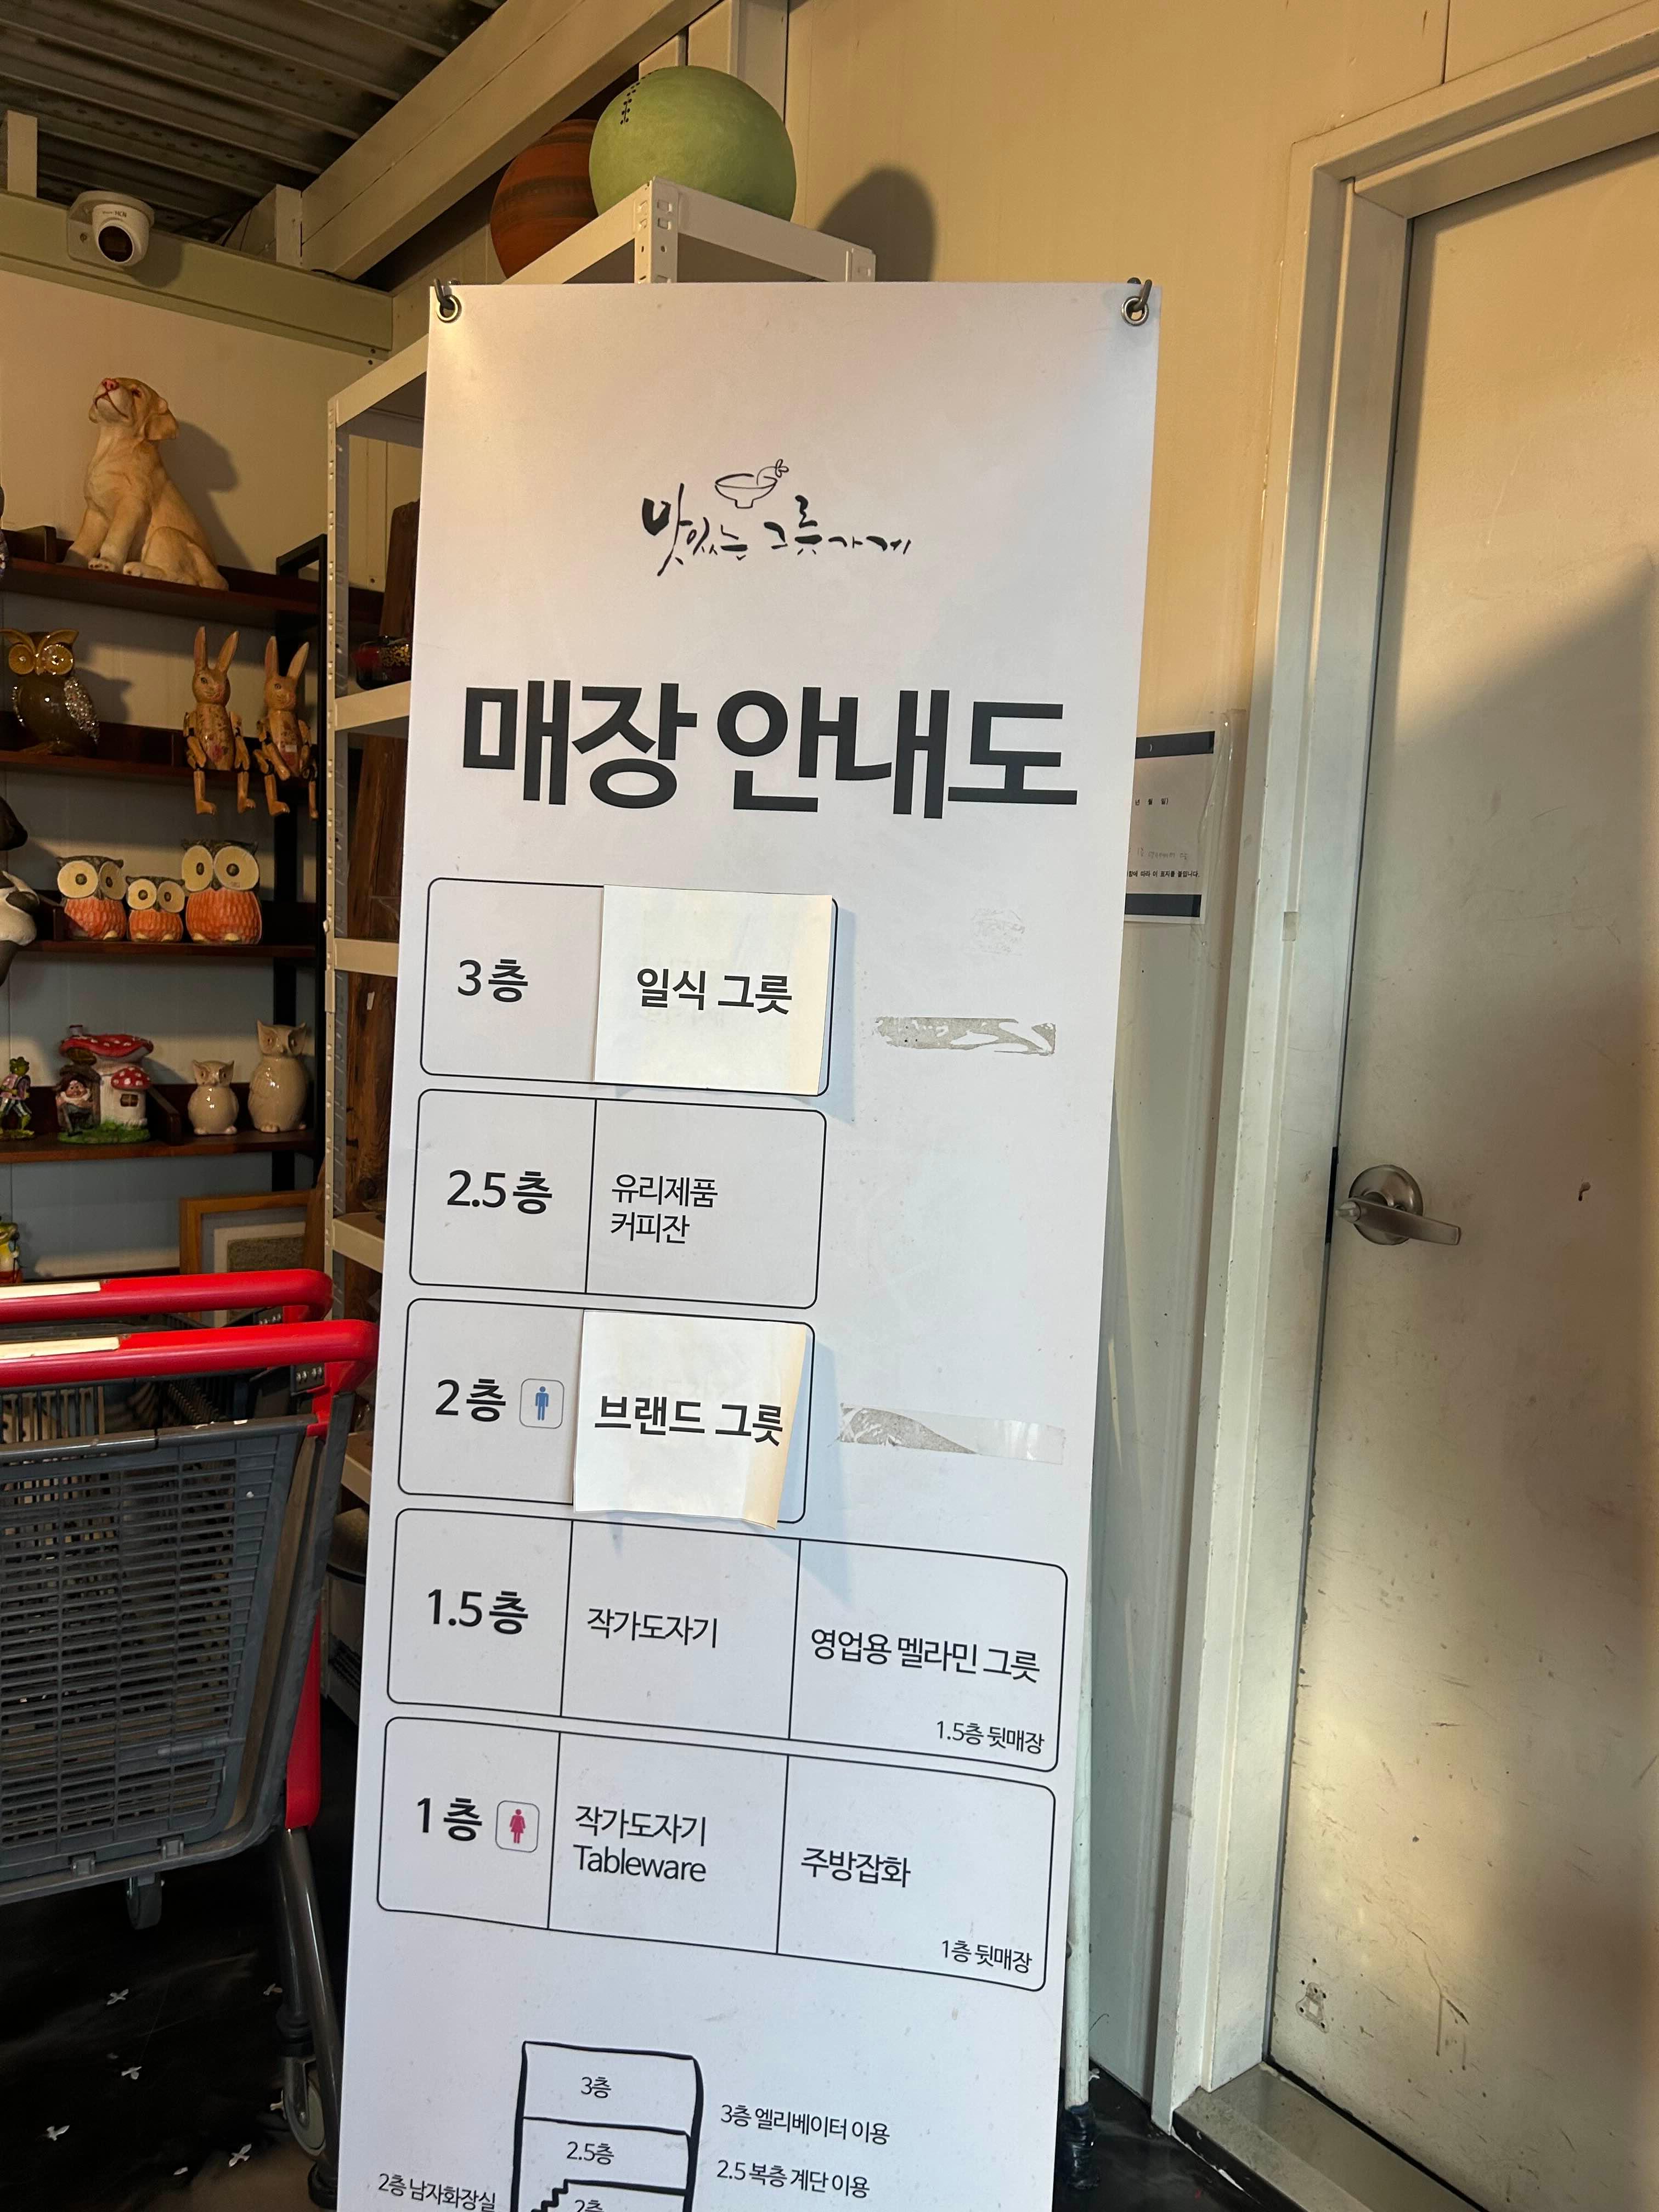 맛있는 그릇가게
매장 안내도
3층
일식 그릇
2.5층
유리제품
커피잔
2층
브랜드 그릇
1.5층
작가도자기
영업용 멜라민 그릇
1.5층 뒷매장
1층
작가도자기
Tableware
주방잡화
1층 뒷매장
3층
3층 엘리베이터 이용
2.5층
2.5 복층 계단 이용
2층 남자화장실
2층
년 월 일)